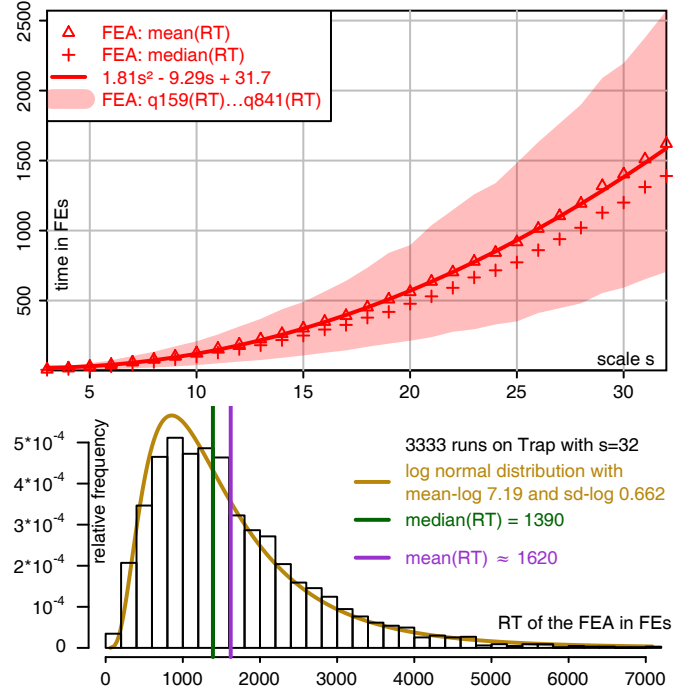 2500
2000
1500
1000
500
time in FEs
FEA: mean(RT)
FEA: median(RT)
1.81s² - 9.29s + 31.7
FEA: q159(RT)…q841(RT)
scale s
5 10 15 20 25 30
relative frequency
5*10⁻⁴
4*10⁻⁴
3*10⁻⁴
2*10⁻⁴
10⁻⁴
0
3333 runs on Trap with s=32
log normal distribution with
mean-log 7.19 and sd-log 0.662
median(RT) = 1390
mean(RT) ≈ 1620
RT of the FEA in FEs
0 1000 2000 3000 4000 5000 6000 7000